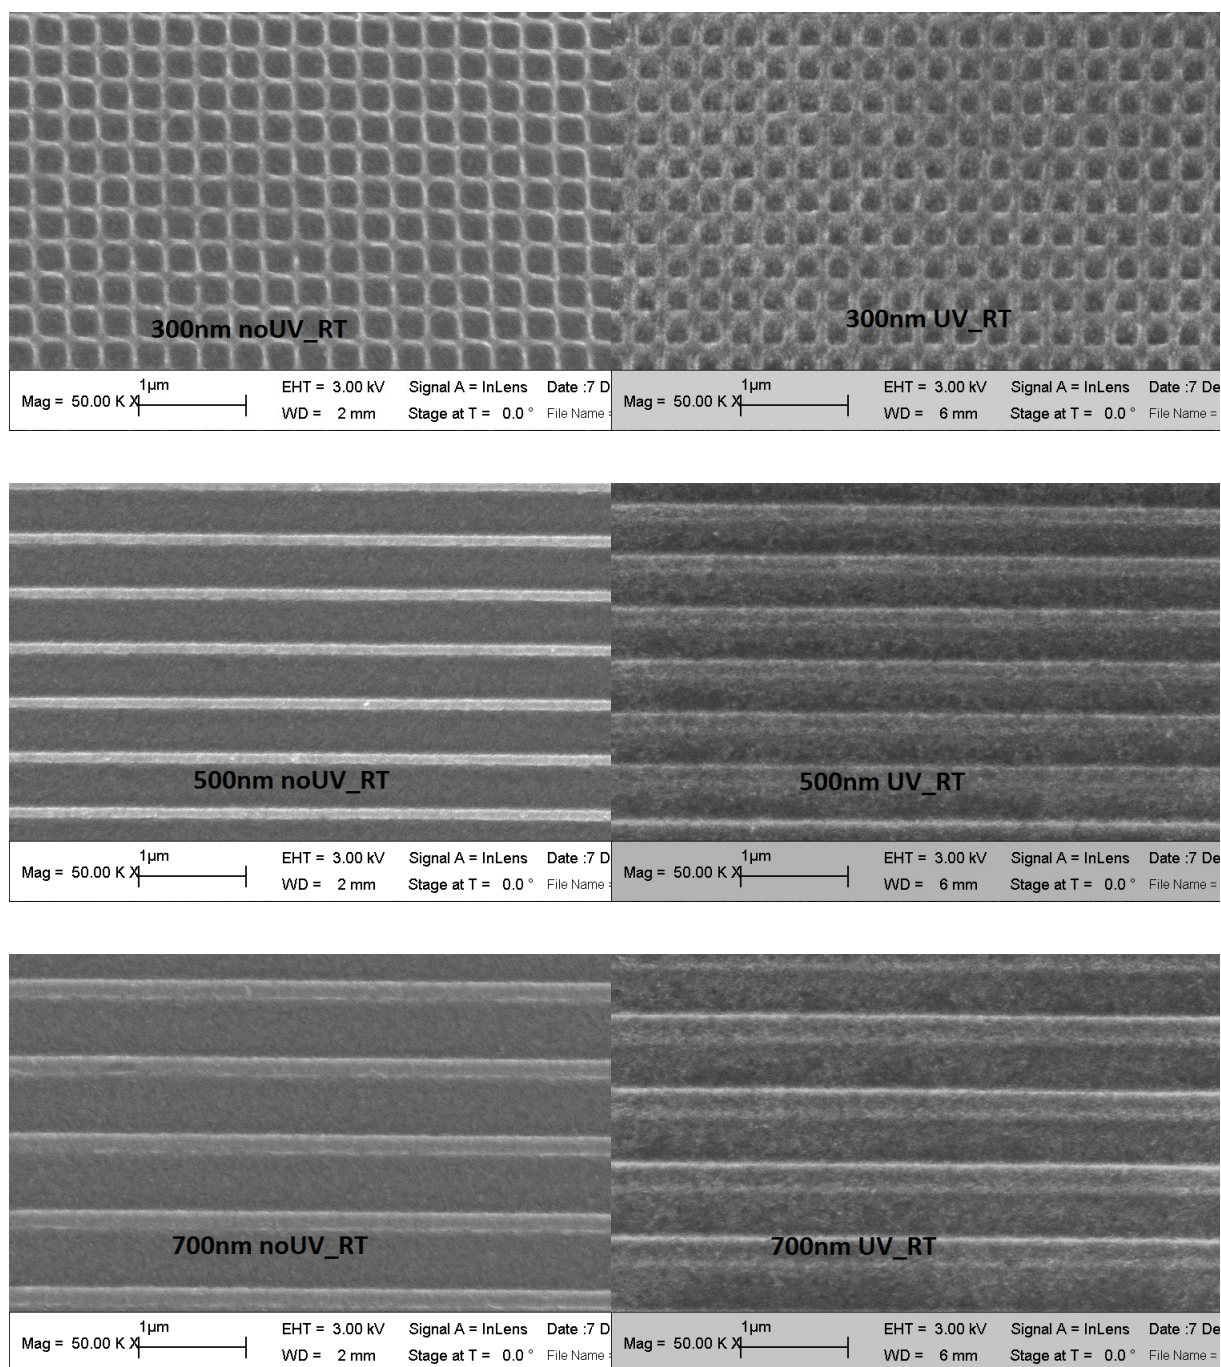 300nm noUV_RT
300nm UV_RT
1µm
Mag = 50.00 K X
EHT = 3.00 kV
Signal A = InLens
Date :7 D
WD = 2 mm
Stage at T = 0.0 °
File Name =
1µm
Mag = 50.00 K X
EHT = 3.00 kV
Signal A = InLens
Date :7 De
WD = 6 mm
Stage at T = 0.0 °
File Name =
500nm noUV_RT
500nm UV_RT
1µm
Mag = 50.00 K X
EHT = 3.00 kV
Signal A = InLens
Date :7 D
WD = 2 mm
Stage at T = 0.0 °
File Name =
1µm
Mag = 50.00 K X
EHT = 3.00 kV
Signal A = InLens
Date :7 De
WD = 6 mm
Stage at T = 0.0 °
File Name =
700nm noUV_RT
700nm UV_RT
1µm
Mag = 50.00 K X
EHT = 3.00 kV
Signal A = InLens
Date :7 D
WD = 2 mm
Stage at T = 0.0 °
File Name =
1µm
Mag = 50.00 K X
EHT = 3.00 kV
Signal A = InLens
Date :7 De
WD = 6 mm
Stage at T = 0.0 °
File Name =